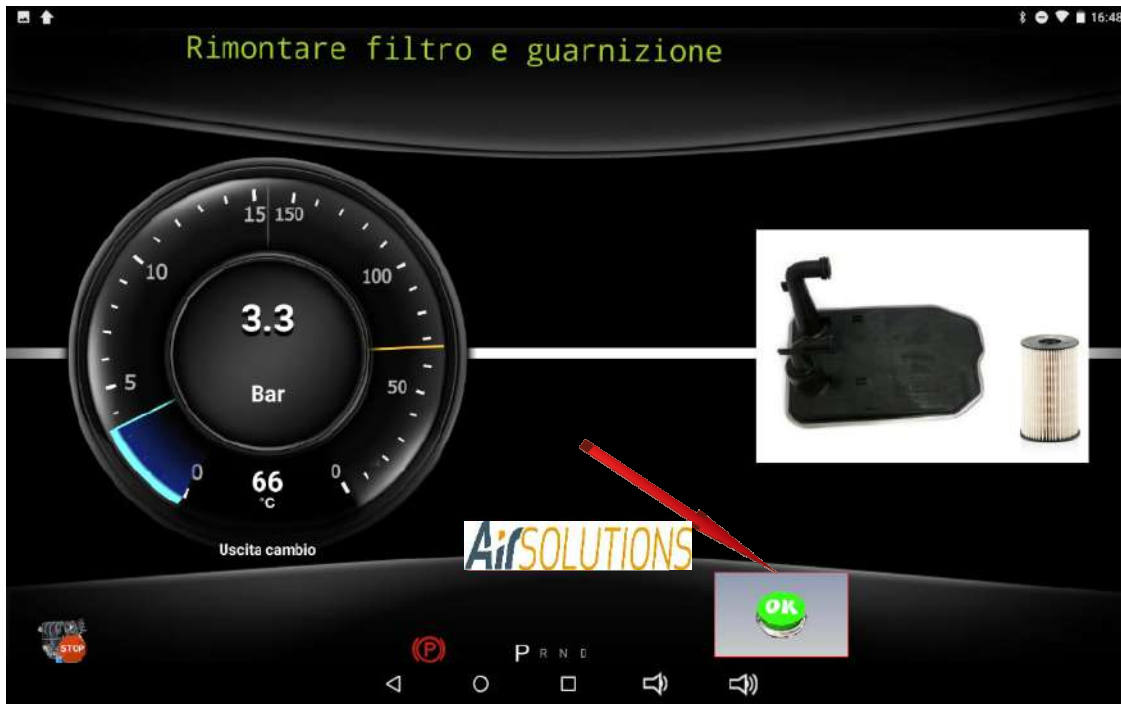 16:48
Rimontare filtro e guarnizione
15 150
10 100
5 50
0 0
3.3
Bar
66
°C
Uscita cambio
AirSOLUTIONS
OK
STOP
(P) P R N D